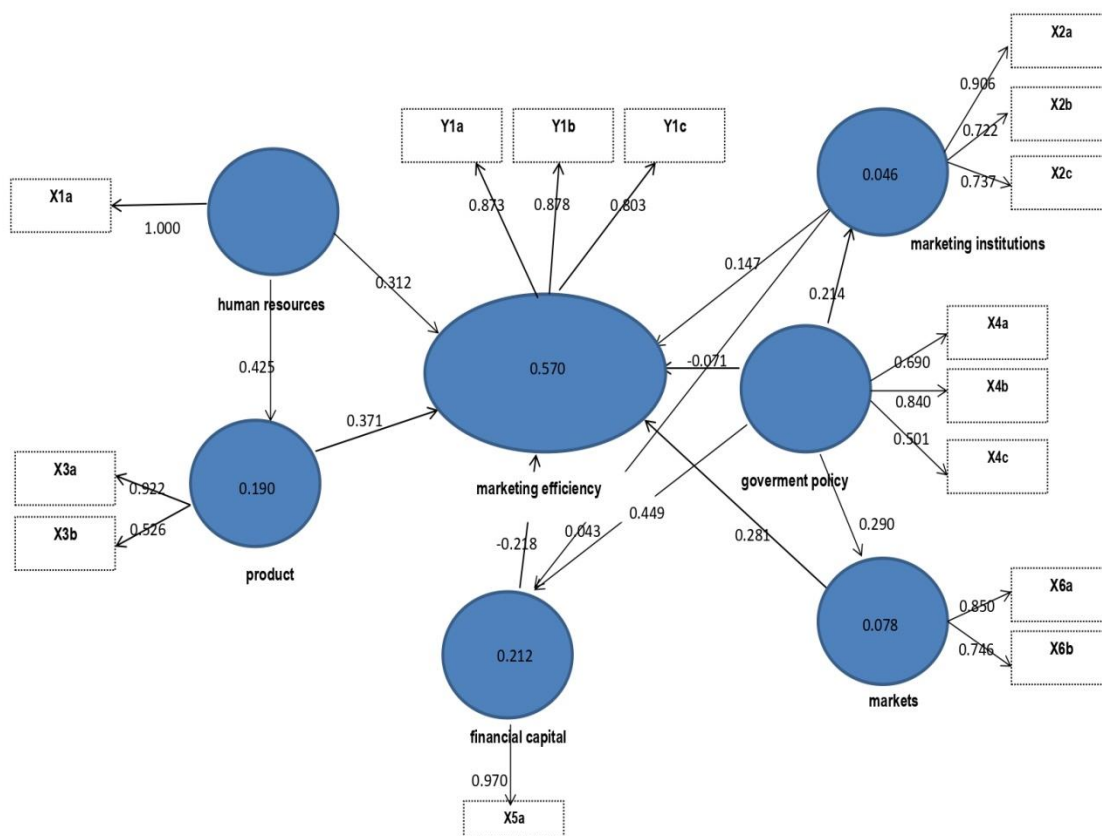 X2a
0.906
Y1a
Y1b
Y1c
X2b
0.722
X1a
1.000
0.873
0.878
0.803
0.046
0.737
X2c
marketing institutions
0.147
human resources
0.312
0.214
X4a
0.690
-0.071
0.570
0.425
X4b
0.840
0.371
0.501
X4c
X3a
0.922
0.190
marketing efficiency
goverment policy
X3b
0.526
0.449
0.290
-0.218
0.043
0.281
product
X6a
0.850
0.078
0.212
0.746
X6b
markets
financial capital
0.970
X5a